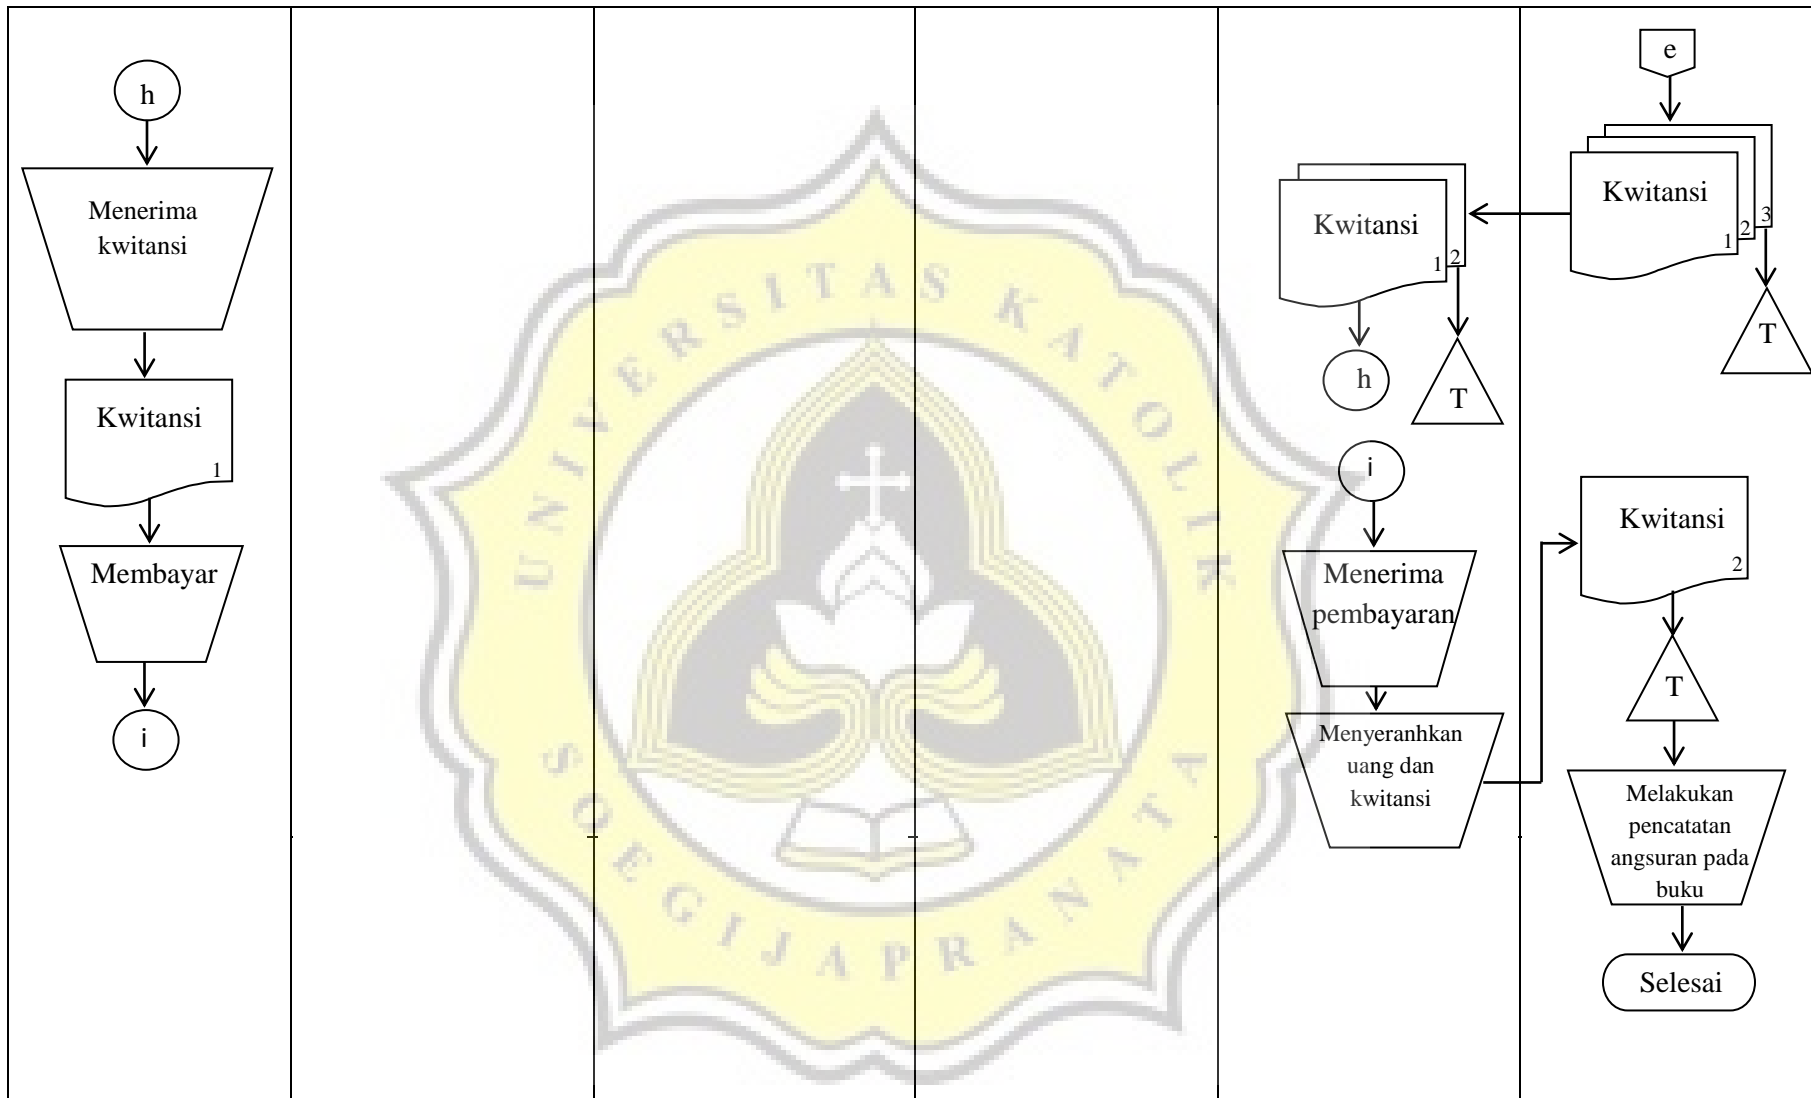 h
Menerima
kwitansi
Kwitansi
1
Membayar
i
UNIVERSITAS KATOLIK
SOEGIJAPRANATA
Kwitansi
1
2
h
T
i
Menerima
pembayaran
Menyeranhkan
uang dan
kwitansi
e
Kwitansi
1
2
3
T
Kwitansi
2
T
Melakukan
pencatatan
angsuran pada
buku
Selesai